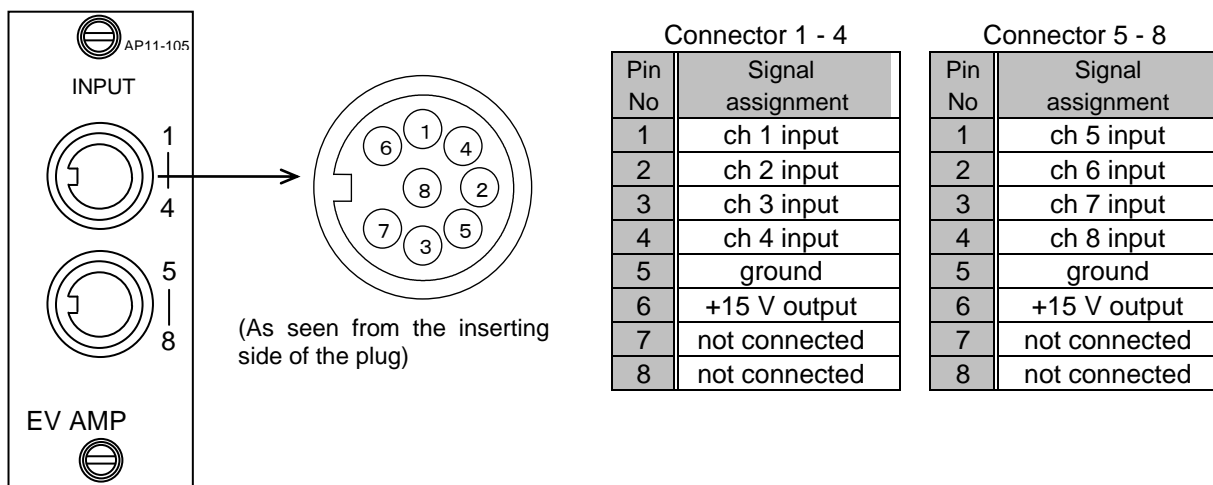 AP11-105
INPUT
1
4
5
8
EV AMP
1
6
4
8
2
7
5
3
(As seen from the inserting
side of the plug)
Connector 1 - 4
Pin No Signal assignment
1 ch 1 input
2 ch 2 input
3 ch 3 input
4 ch 4 input
5 ground
6 +15 V output
7 not connected
8 not connected
Connector 5 - 8
Pin No Signal assignment
1 ch 5 input
2 ch 6 input
3 ch 7 input
4 ch 8 input
5 ground
6 +15 V output
7 not connected
8 not connected